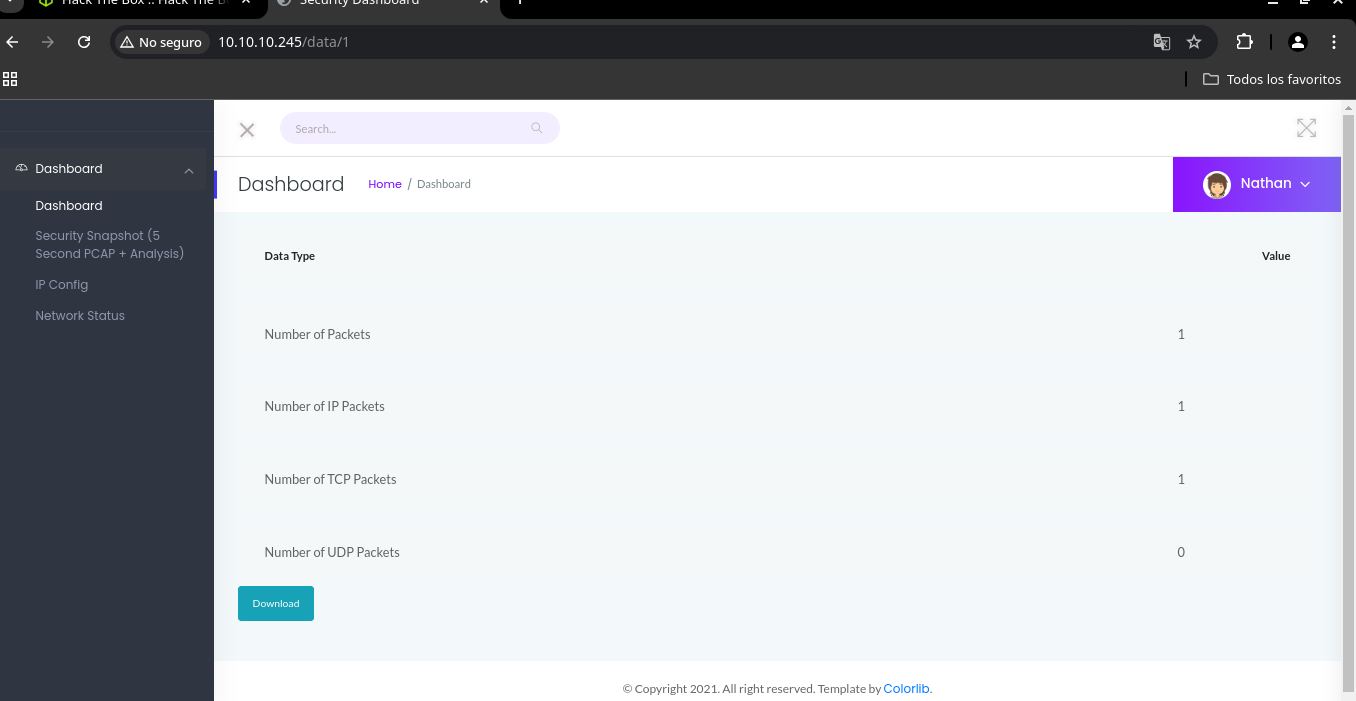 Hack The Box :: Hack The B
Security Dashboard
No seguro
10.10.10.245/data/1
Todos los favoritos
Search...
Dashboard
Dashboard
Security Snapshot (5
Second PCAP + Analysis)
IP Config
Network Status
Dashboard
Home / Dashboard
Nathan
Data Type
Value
Number of Packets
1
Number of IP Packets
1
Number of TCP Packets
1
Number of UDP Packets
0
Download
© Copyright 2021. All right reserved. Template by Colorlib.